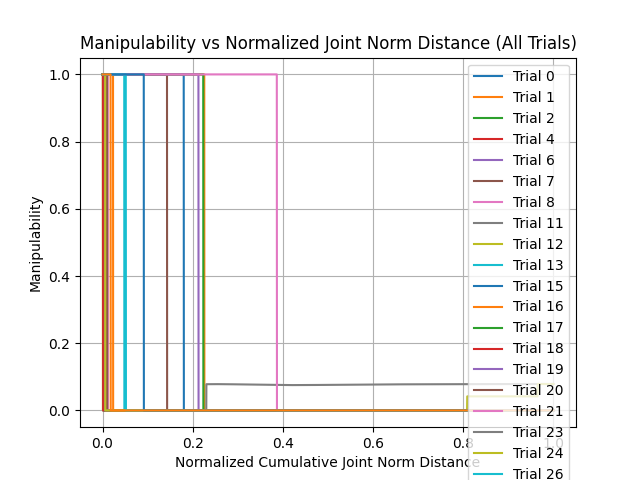 Manipulability vs Normalized Joint Norm Distance (All Trials)
Manipulability
1.0
0.8
0.6
0.4
0.2
0.0
0.0
0.2
0.4
0.6
0.8
1.0
Normalized Cumulative Joint Norm Distance
Trial 0
Trial 1
Trial 2
Trial 4
Trial 6
Trial 7
Trial 8
Trial 11
Trial 12
Trial 13
Trial 15
Trial 16
Trial 17
Trial 18
Trial 19
Trial 20
Trial 21
Trial 23
Trial 24
Trial 26